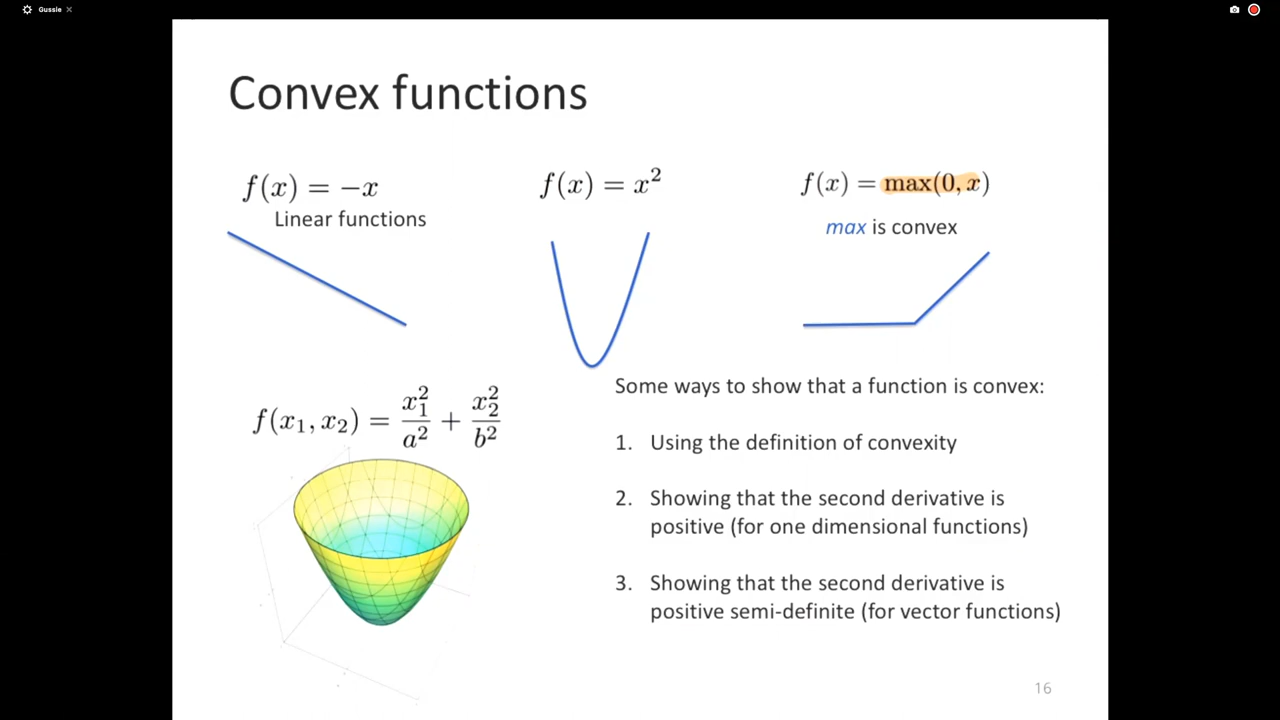 Gussie
Convex functions
f(x) = −x
Linear functions
f(x) = x²
f(x) = max(0, x)
max is convex
f(x₁, x₂) = x₁²/a² + x₂²/b²
Some ways to show that a function is convex:
1. Using the definition of convexity
2. Showing that the second derivative is
positive (for one dimensional functions)
3. Showing that the second derivative is
positive semi-definite (for vector functions)
16